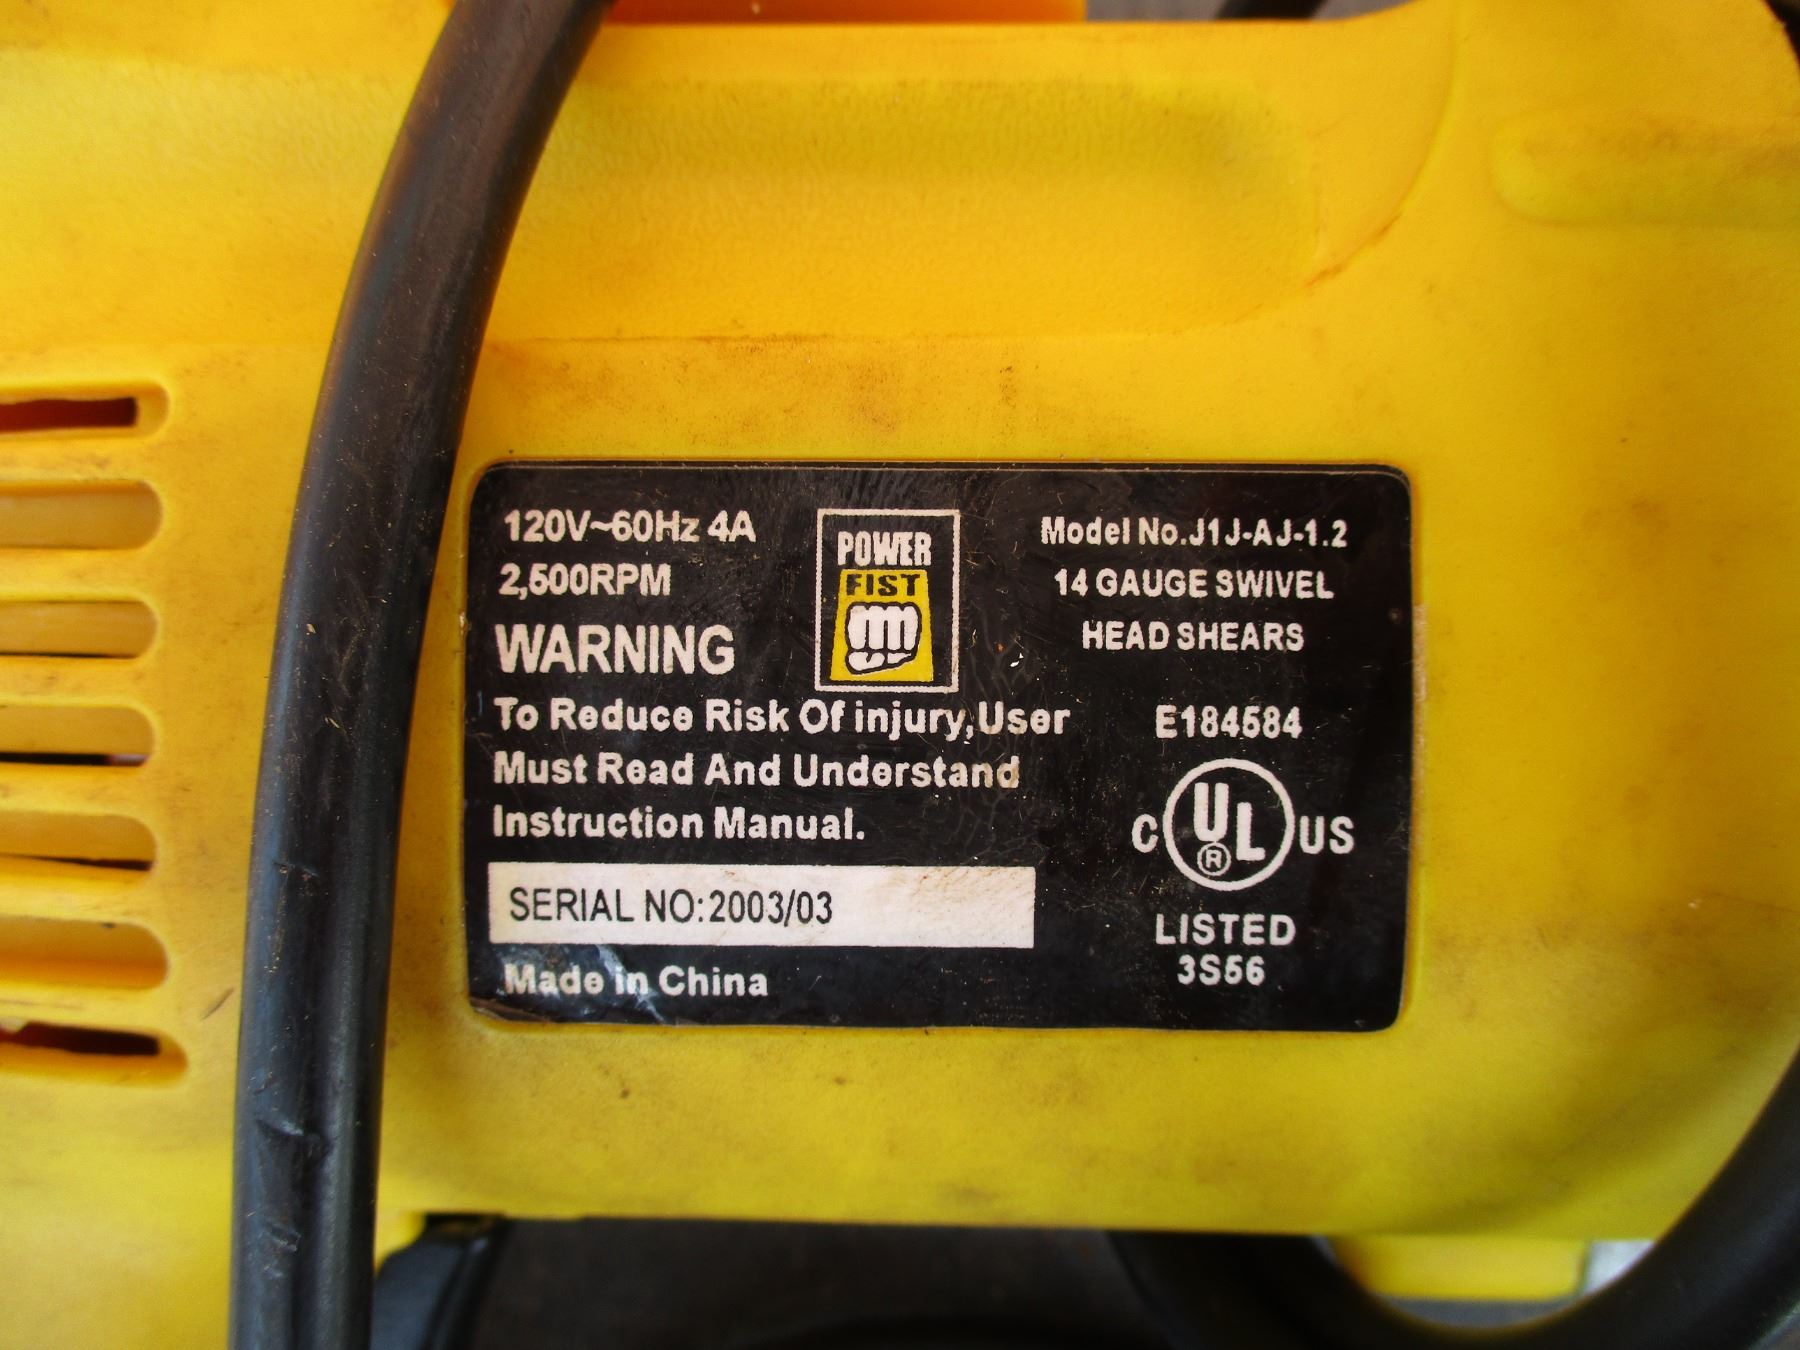 120V~60Hz 4A
2,500RPM
WARNING
To Reduce Risk Of injury,User
Must Read And Understand
Instruction Manual.
SERIAL NO:2003/03
Made in China
POWER
FIST
Model No.J1J-AJ-1.2
14 GAUGE SWIVEL
HEAD SHEARS
E184584
C UL US
®
LISTED
3S56